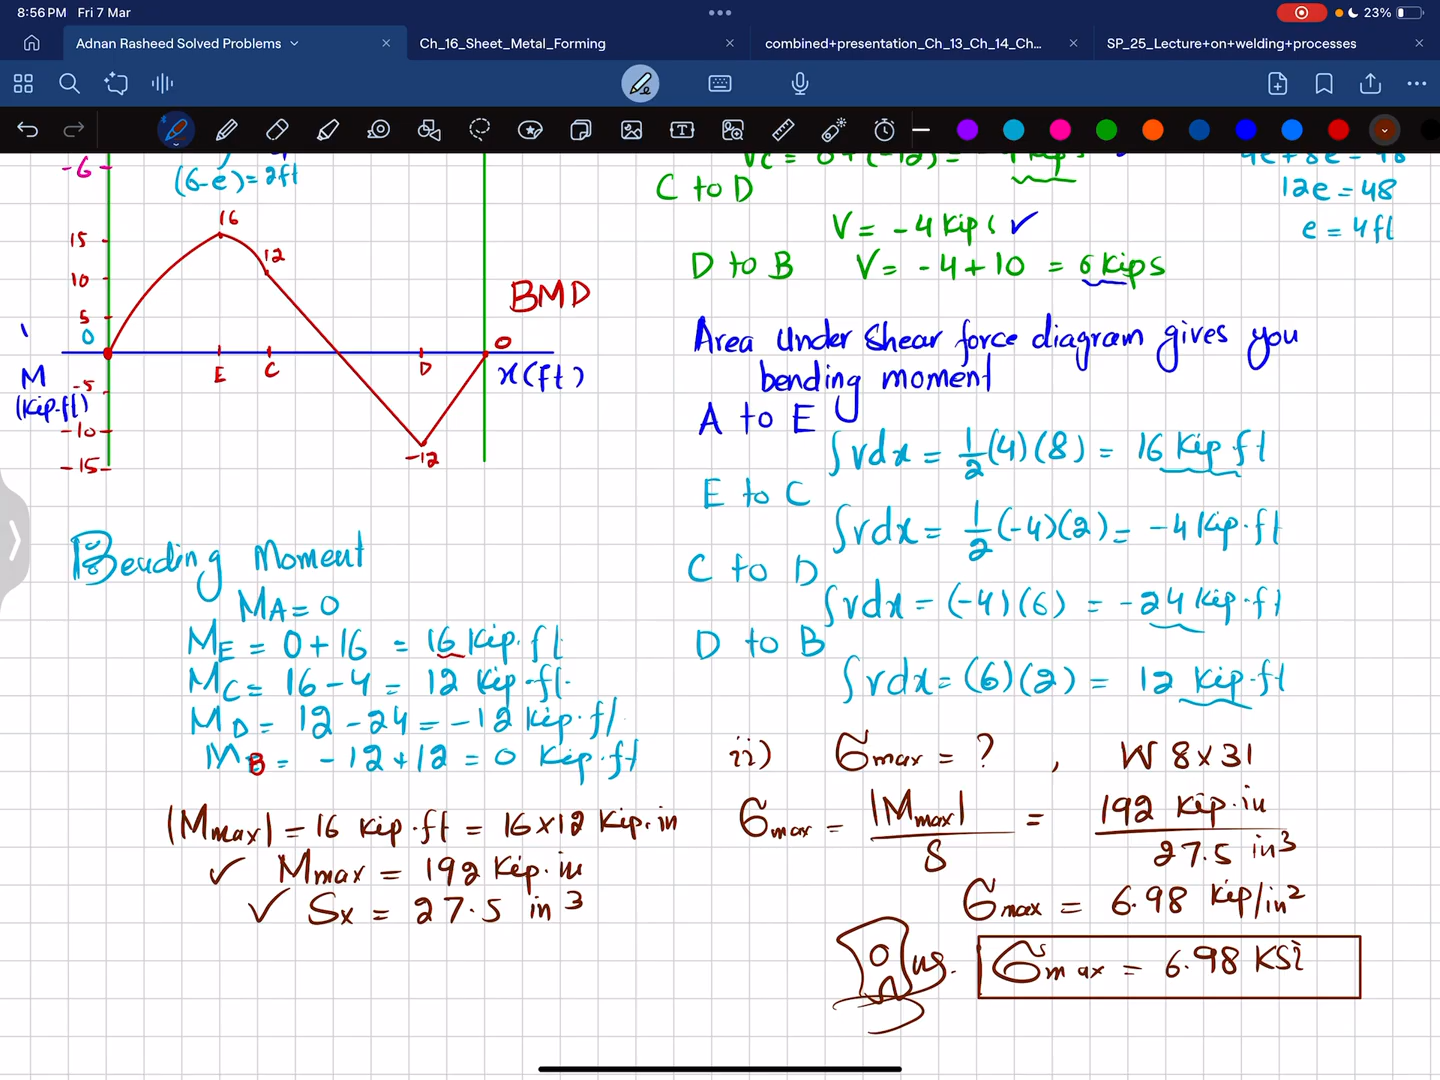 8:56 PM Fri 7 Mar
23%
Adnan Rasheed Solved Problems
Ch_16_Sheet_Metal_Forming
combined+presentation_Ch_13_Ch_14_Ch...
SP_25_Lecture+on+welding+processes
-6
(6-e)=2ft
16
15
12
10
5
0
BMD
0
E
C
D
x(ft)
M
(Kip.ft)
-5
-10
-15
-12
C to D
12e = 48
V = -4 Kips ✓
e = 4ft
D to B V = -4+10 = 6 Kips
Area Under Shear force diagram gives you
bending moment
A to E
∫vdx = 1/2(4)(8) = 16 Kip ft
E to C
∫vdx = 1/2(-4)(2) = -4 Kip.ft
C to D
∫vdx = (-4)(6) = -24 Kip.ft
D to B
∫vdx = (6)(2) = 12 Kip.ft
Bending Moment
MA = 0
ME = 0+16 = 16 Kip.ft
MC = 16-4 = 12 Kip.ft
MD = 12-24 = -12 Kip.ft
MB = -12+12 = 0 Kip.ft
|Mmax| = 16 Kip.ft = 16x12 Kip.in
✓ Mmax = 192 Kip.in
✓ Sx = 27.5 in³
ii) σmax = ? , W 8x31
σmax = |Mmax|/S = 192 Kip.in/27.5 in³
σmax = 6.98 Kip/in²
σmax = 6.98 KSi